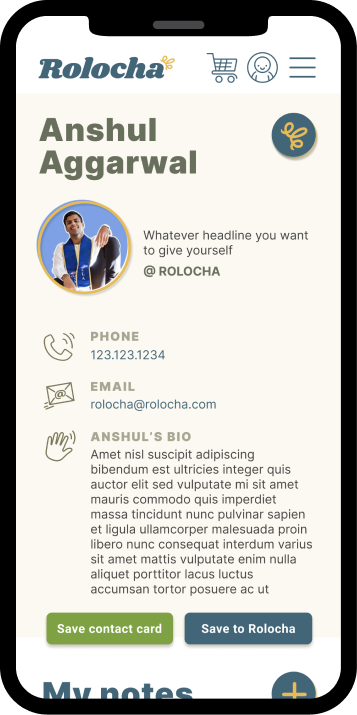 Rolocha
Anshul
Aggarwal
Whatever headline you want
to give yourself
@ ROLOCHA
PHONE
123.123.1234
EMAIL
rolocha@rolocha.com
ANSHUL'S BIO
Amet nisl suscipit adipiscing
bibendum est ultricies integer quis
auctor elit sed vulputate mi sit amet
mauris commodo quis imperdiet
massa tincidunt nunc pulvinar sapien
et ligula ullamcorper malesuada proin
libero nunc consequat interdum varius
sit amet mattis vulputate enim nulla
aliquet porttitor lacus luctus
accumsan tortor posuere ac ut
Save contact card
Save to Rolocha
My notes